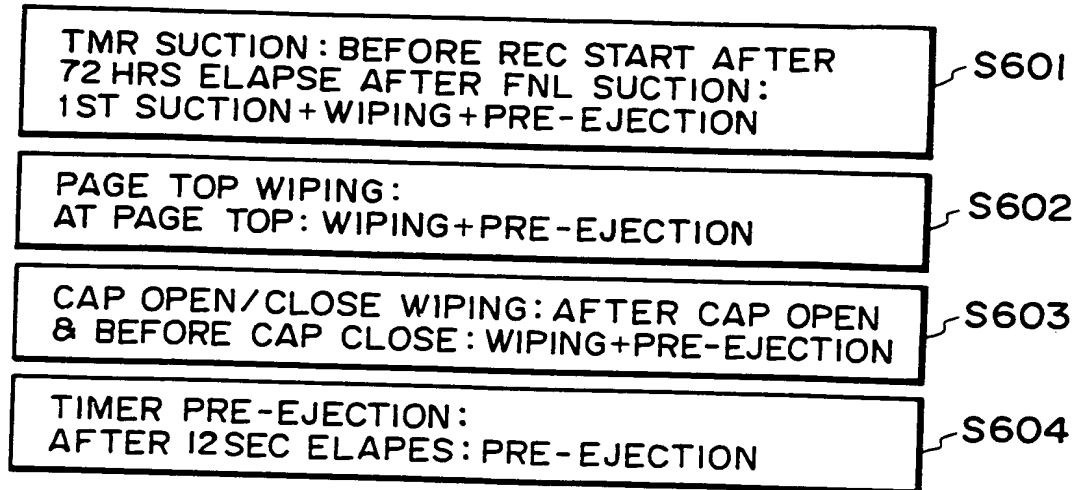 TMR SUCTION: BEFORE REC START AFTER
72 HRS ELAPSE AFTER FNL SUCTION:
1ST SUCTION+WIPING+PRE-EJECTION
S601
PAGE TOP WIPING:
AT PAGE TOP: WIPING+PRE-EJECTION
S602
CAP OPEN/CLOSE WIPING: AFTER CAP OPEN
& BEFORE CAP CLOSE: WIPING+PRE-EJECTION
S603
TIMER PRE-EJECTION:
AFTER 12SEC ELAPES: PRE-EJECTION
S604